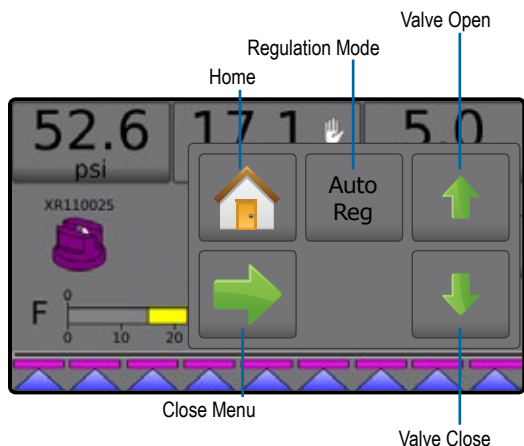 Valve Open
Regulation Mode
Home
52.6
17.1
5.0
psi
Auto
Reg
XR110025
F
0
0 10 20
Close Menu
Valve Close